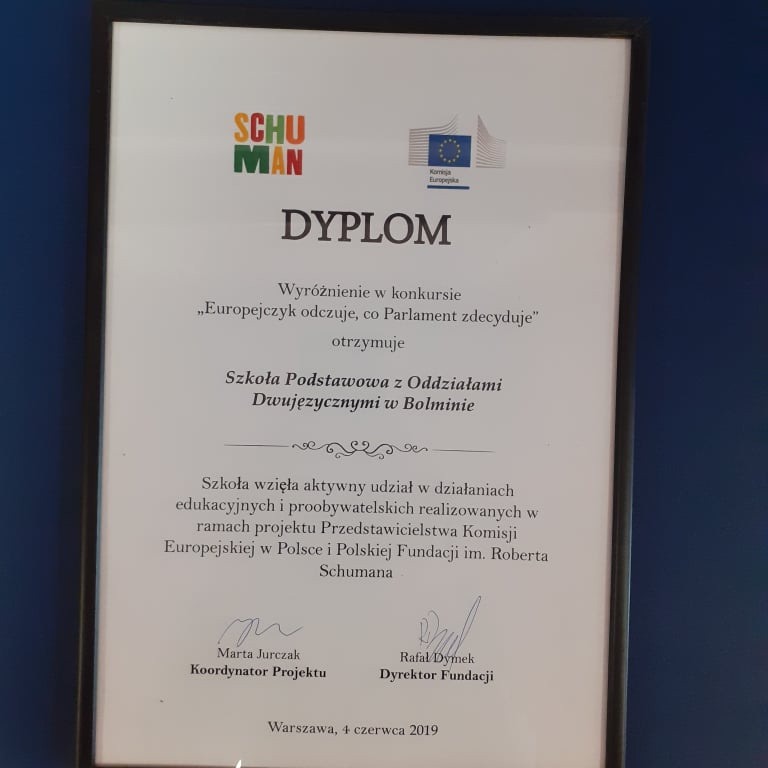 SCHU
MAN
Komisja
Europejska
DYPLOM
Wyróżnienie w konkursie
„Europejczyk odczuje, co Parlament zdecyduje”
otrzymuje
Szkoła Podstawowa z Oddziałami
Dwujęzycznymi w Bolminie
Szkoła wzięła aktywny udział w działaniach
edukacyjnych i proobywatelskich realizowanych w
ramach projektu Przedstawicielstwa Komisji
Europejskiej w Polsce i Polskiej Fundacji im. Roberta
Schumana
Marta Jurczak
Koordynator Projektu
Rafał Dymek
Dyrektor Fundacji
Warszawa, 4 czerwca 2019